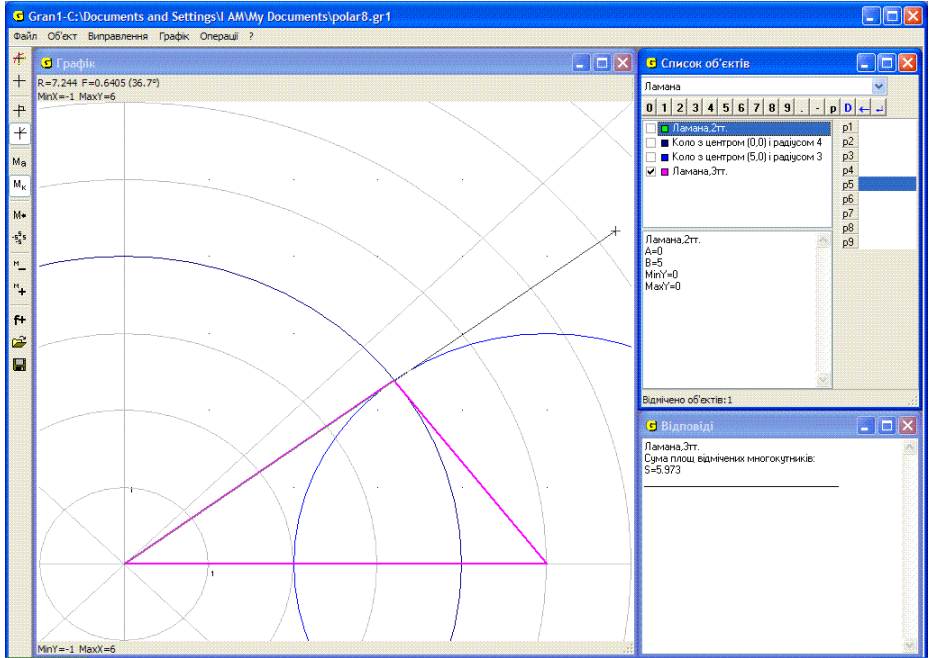 Gran1-C:\Documents and Settings\I AM\My Documents\polar8.gr1
Файл Об'єкт Виправлення Графік Операції ?
Графік
R=7.244 F=0.6405 (36.7°)
MinX=-1 MaxY=6
1
1
MinY=-1 MaxX=6
Ma
Мк
M*
M
M
f+
Список об'єктів
Ламана
0 1 2 3 4 5 6 7 8 9 . - p D
Ламана,2тт.
Коло з центром (0,0) і радіусом 4
Коло з центром (5,0) і радіусом 3
Ламана,3тт.
p1
p2
p3
p4
p5
p6
p7
p8
p9
Ламана,2тт.
A=0
B=5
MinY=0
MaxY=0
Відмічено об'єктів:1
Відповіді
Ламана,3тт.
Сума площ відмічених многокутників:
S=5.973